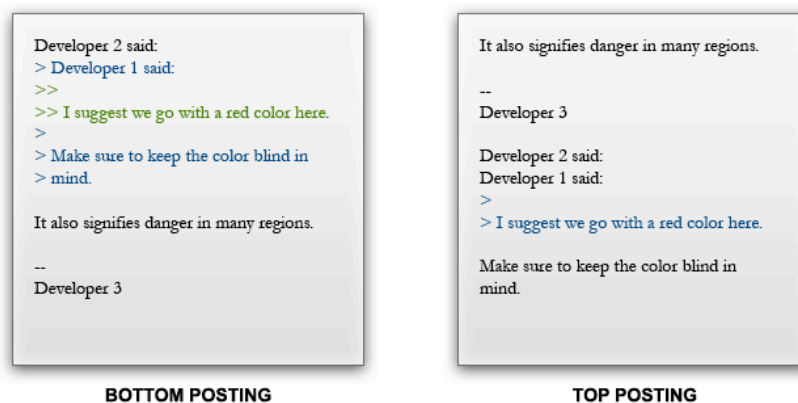 Developer 2 said:
> Developer 1 said:
>>
>> I suggest we go with a red color here.
>
> Make sure to keep the color blind in
> mind.
It also signifies danger in many regions.
--
Developer 3
BOTTOM POSTING
It also signifies danger in many regions.
--
Developer 3
Developer 2 said:
Developer 1 said:
>
> I suggest we go with a red color here.
Make sure to keep the color blind in
mind.
TOP POSTING